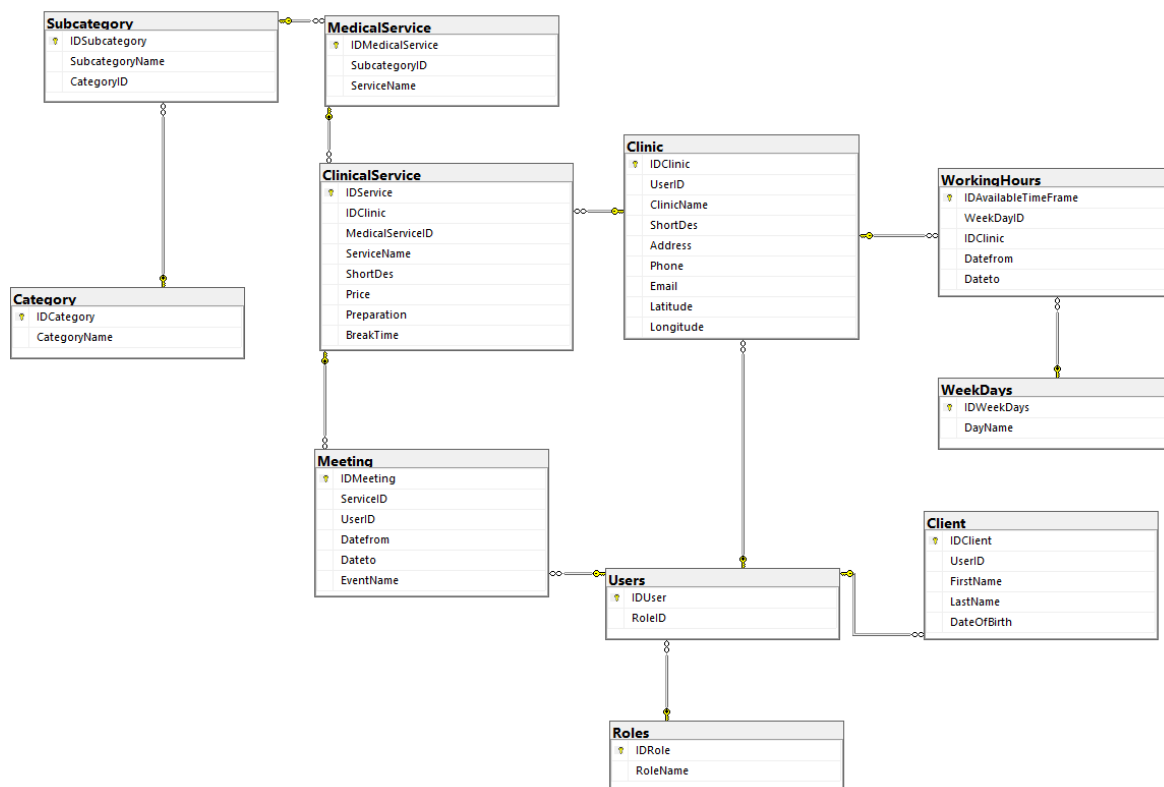 Subcategory
IDSubcategory
SubcategoryName
CategoryID
MedicalService
IDMedicalService
SubcategoryID
ServiceName
Category
IDCategory
CategoryName
ClinicalService
IDService
IDClinic
MedicalServiceID
ServiceName
ShortDes
Price
Preparation
BreakTime
Clinic
IDClinic
UserID
ClinicName
ShortDes
Address
Phone
Email
Latitude
Longitude
WorkingHours
IDAvailableTimeFrame
WeekDayID
IDClinic
Datefrom
Dateto
WeekDays
IDWeekDays
DayName
Meeting
IDMeeting
ServiceID
UserID
Datefrom
Dateto
EventName
Users
IDUser
RoleID
Client
IDClient
UserID
FirstName
LastName
DateOfBirth
Roles
IDRole
RoleName